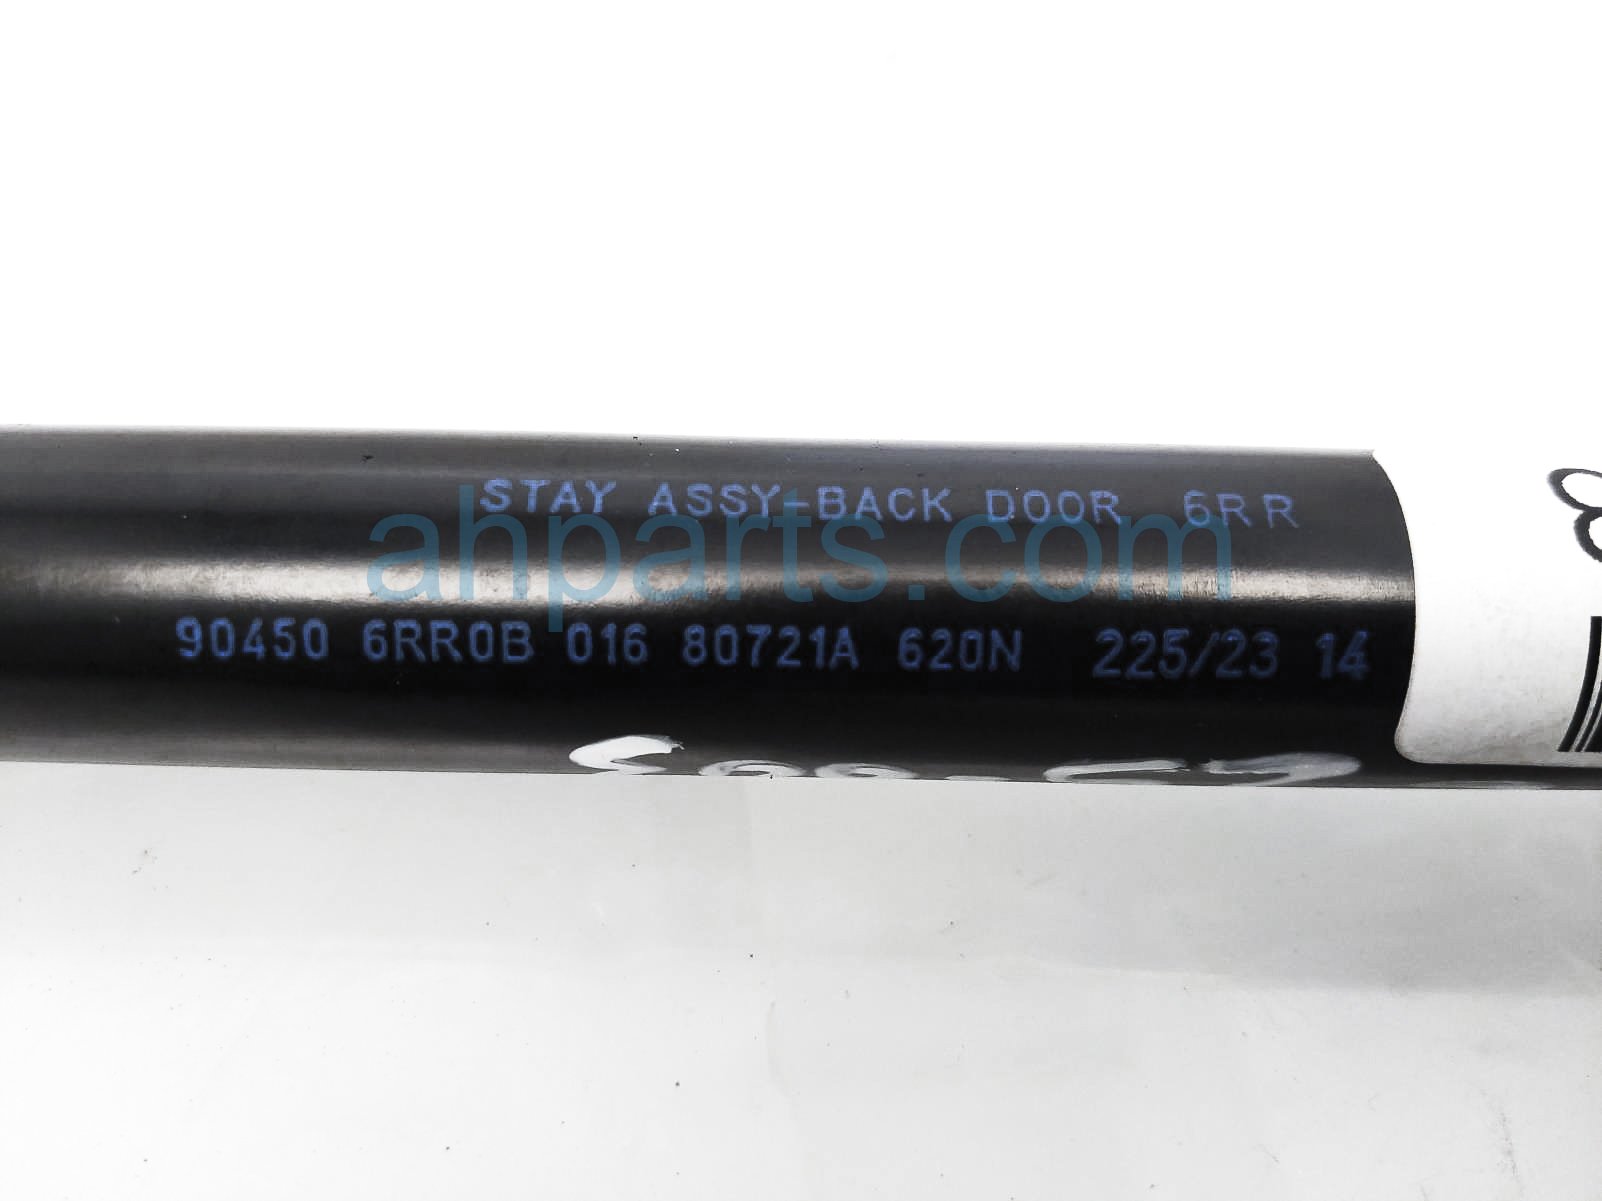 STAY ASSY-BACK DOOR 6RR
ahparts.com
90450 6RR0B 016 80721A 620N 225/23 14